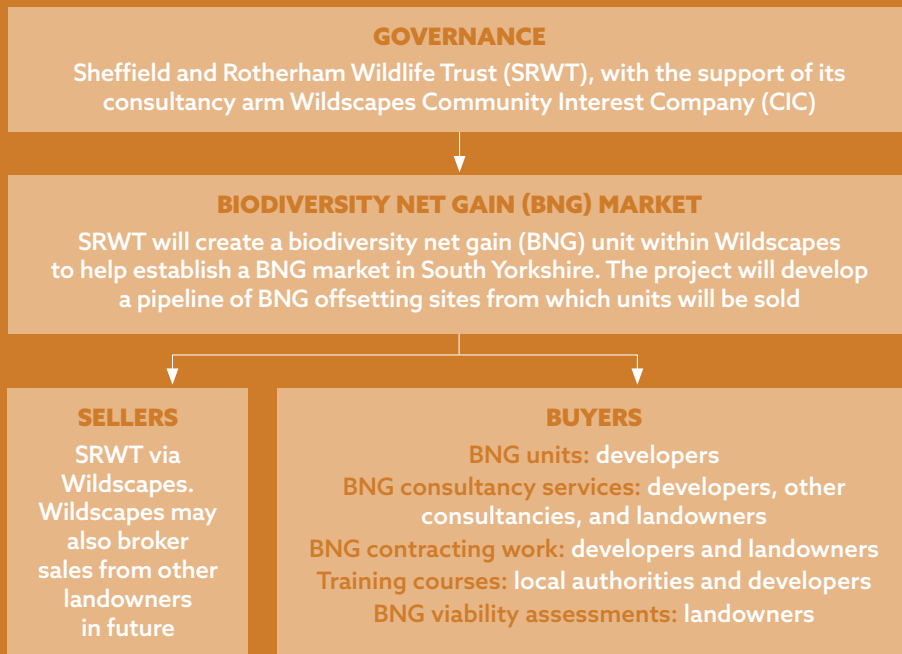 GOVERNANCE
Sheffield and Rotherham Wildlife Trust (SRWT), with the support of its
consultancy arm Wildscapes Community Interest Company (CIC)
BIODIVERSITY NET GAIN (BNG) MARKET
SRWT will create a biodiversity net gain (BNG) unit within Wildscapes
to help establish a BNG market in South Yorkshire. The project will develop
a pipeline of BNG offsetting sites from which units will be sold
SELLERS
SRWT via
Wildscapes.
Wildscapes may
also broker
sales from other
landowners
in future
BUYERS
BNG units: developers
BNG consultancy services: developers, other
consultancies, and landowners
BNG contracting work: developers and landowners
Training courses: local authorities and developers
BNG viability assessments: landowners